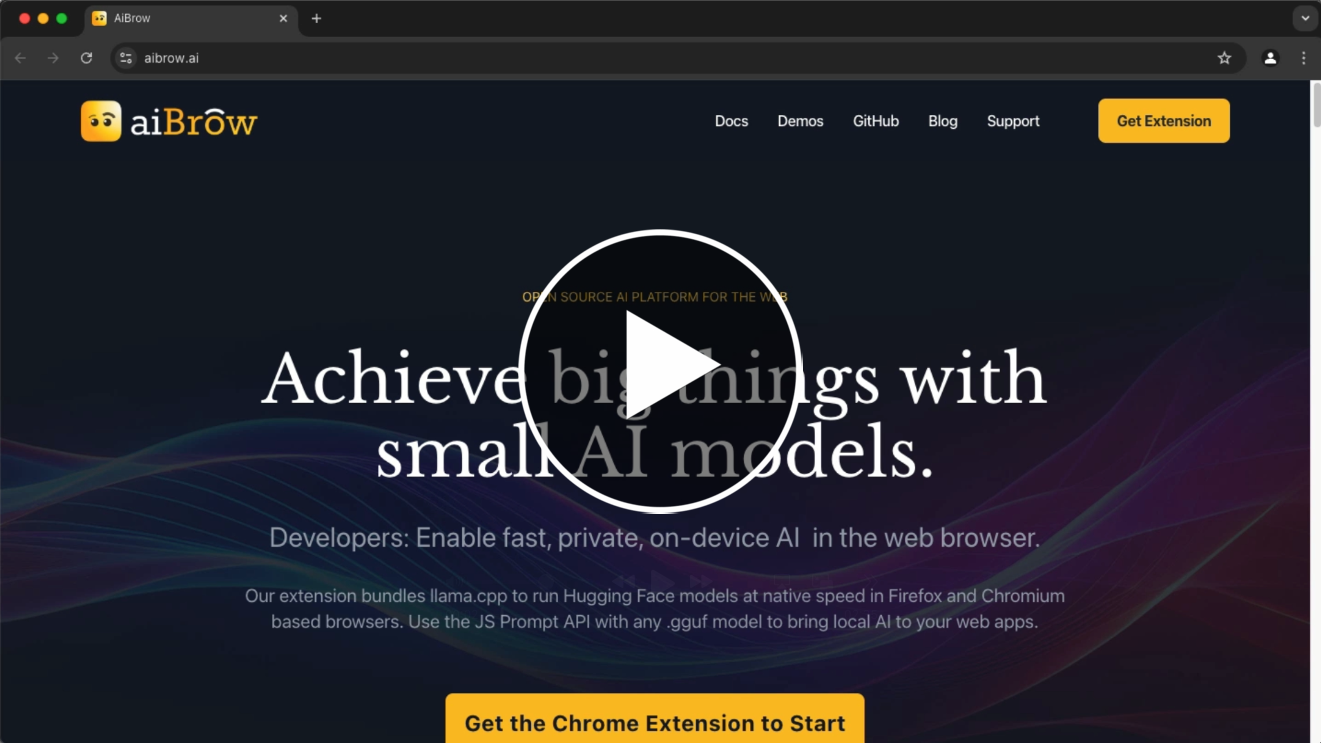 AiBrow
aibrow.ai
aiBrow
Docs
Demos
GitHub
Blog
Support
Get Extension
OPEN SOURCE AI PLATFORM FOR THE WEB
Achieve big things with
small AI models.
Developers: Enable fast, private, on-device AI in the web browser.
Our extension bundles llama.cpp to run Hugging Face models at native speed in Firefox and Chromium
based browsers. Use the JS Prompt API with any .gguf model to bring local AI to your web apps.
Get the Chrome Extension to Start